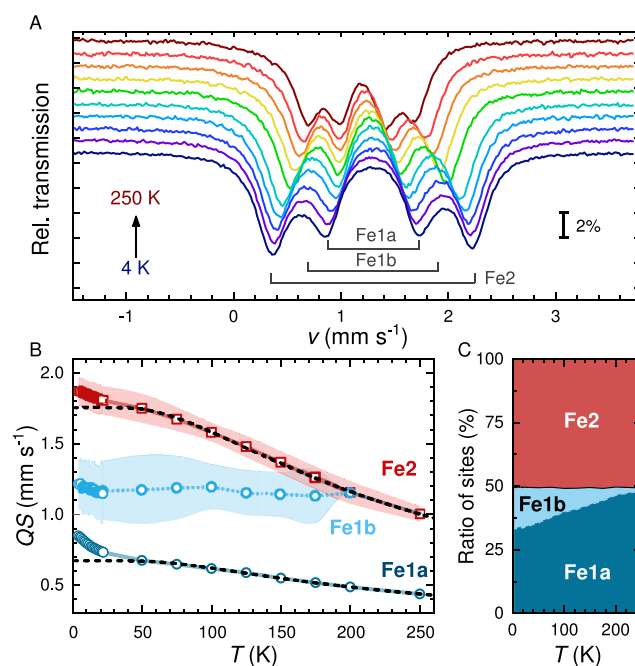 A
Rel. transmission
250 K
4 K
Fe1a
Fe1b
Fe2
2%
-1 0 1 2 3
v (mm s⁻¹)
B
2.0
1.5
1.0
0.5
QS (mm s⁻¹)
Fe2
Fe1b
Fe1a
0 50 100 150 200 250
T (K)
C
100
75
50
25
0
Ratio of sites (%)
Fe2
Fe1b
Fe1a
0 100 200
T (K)